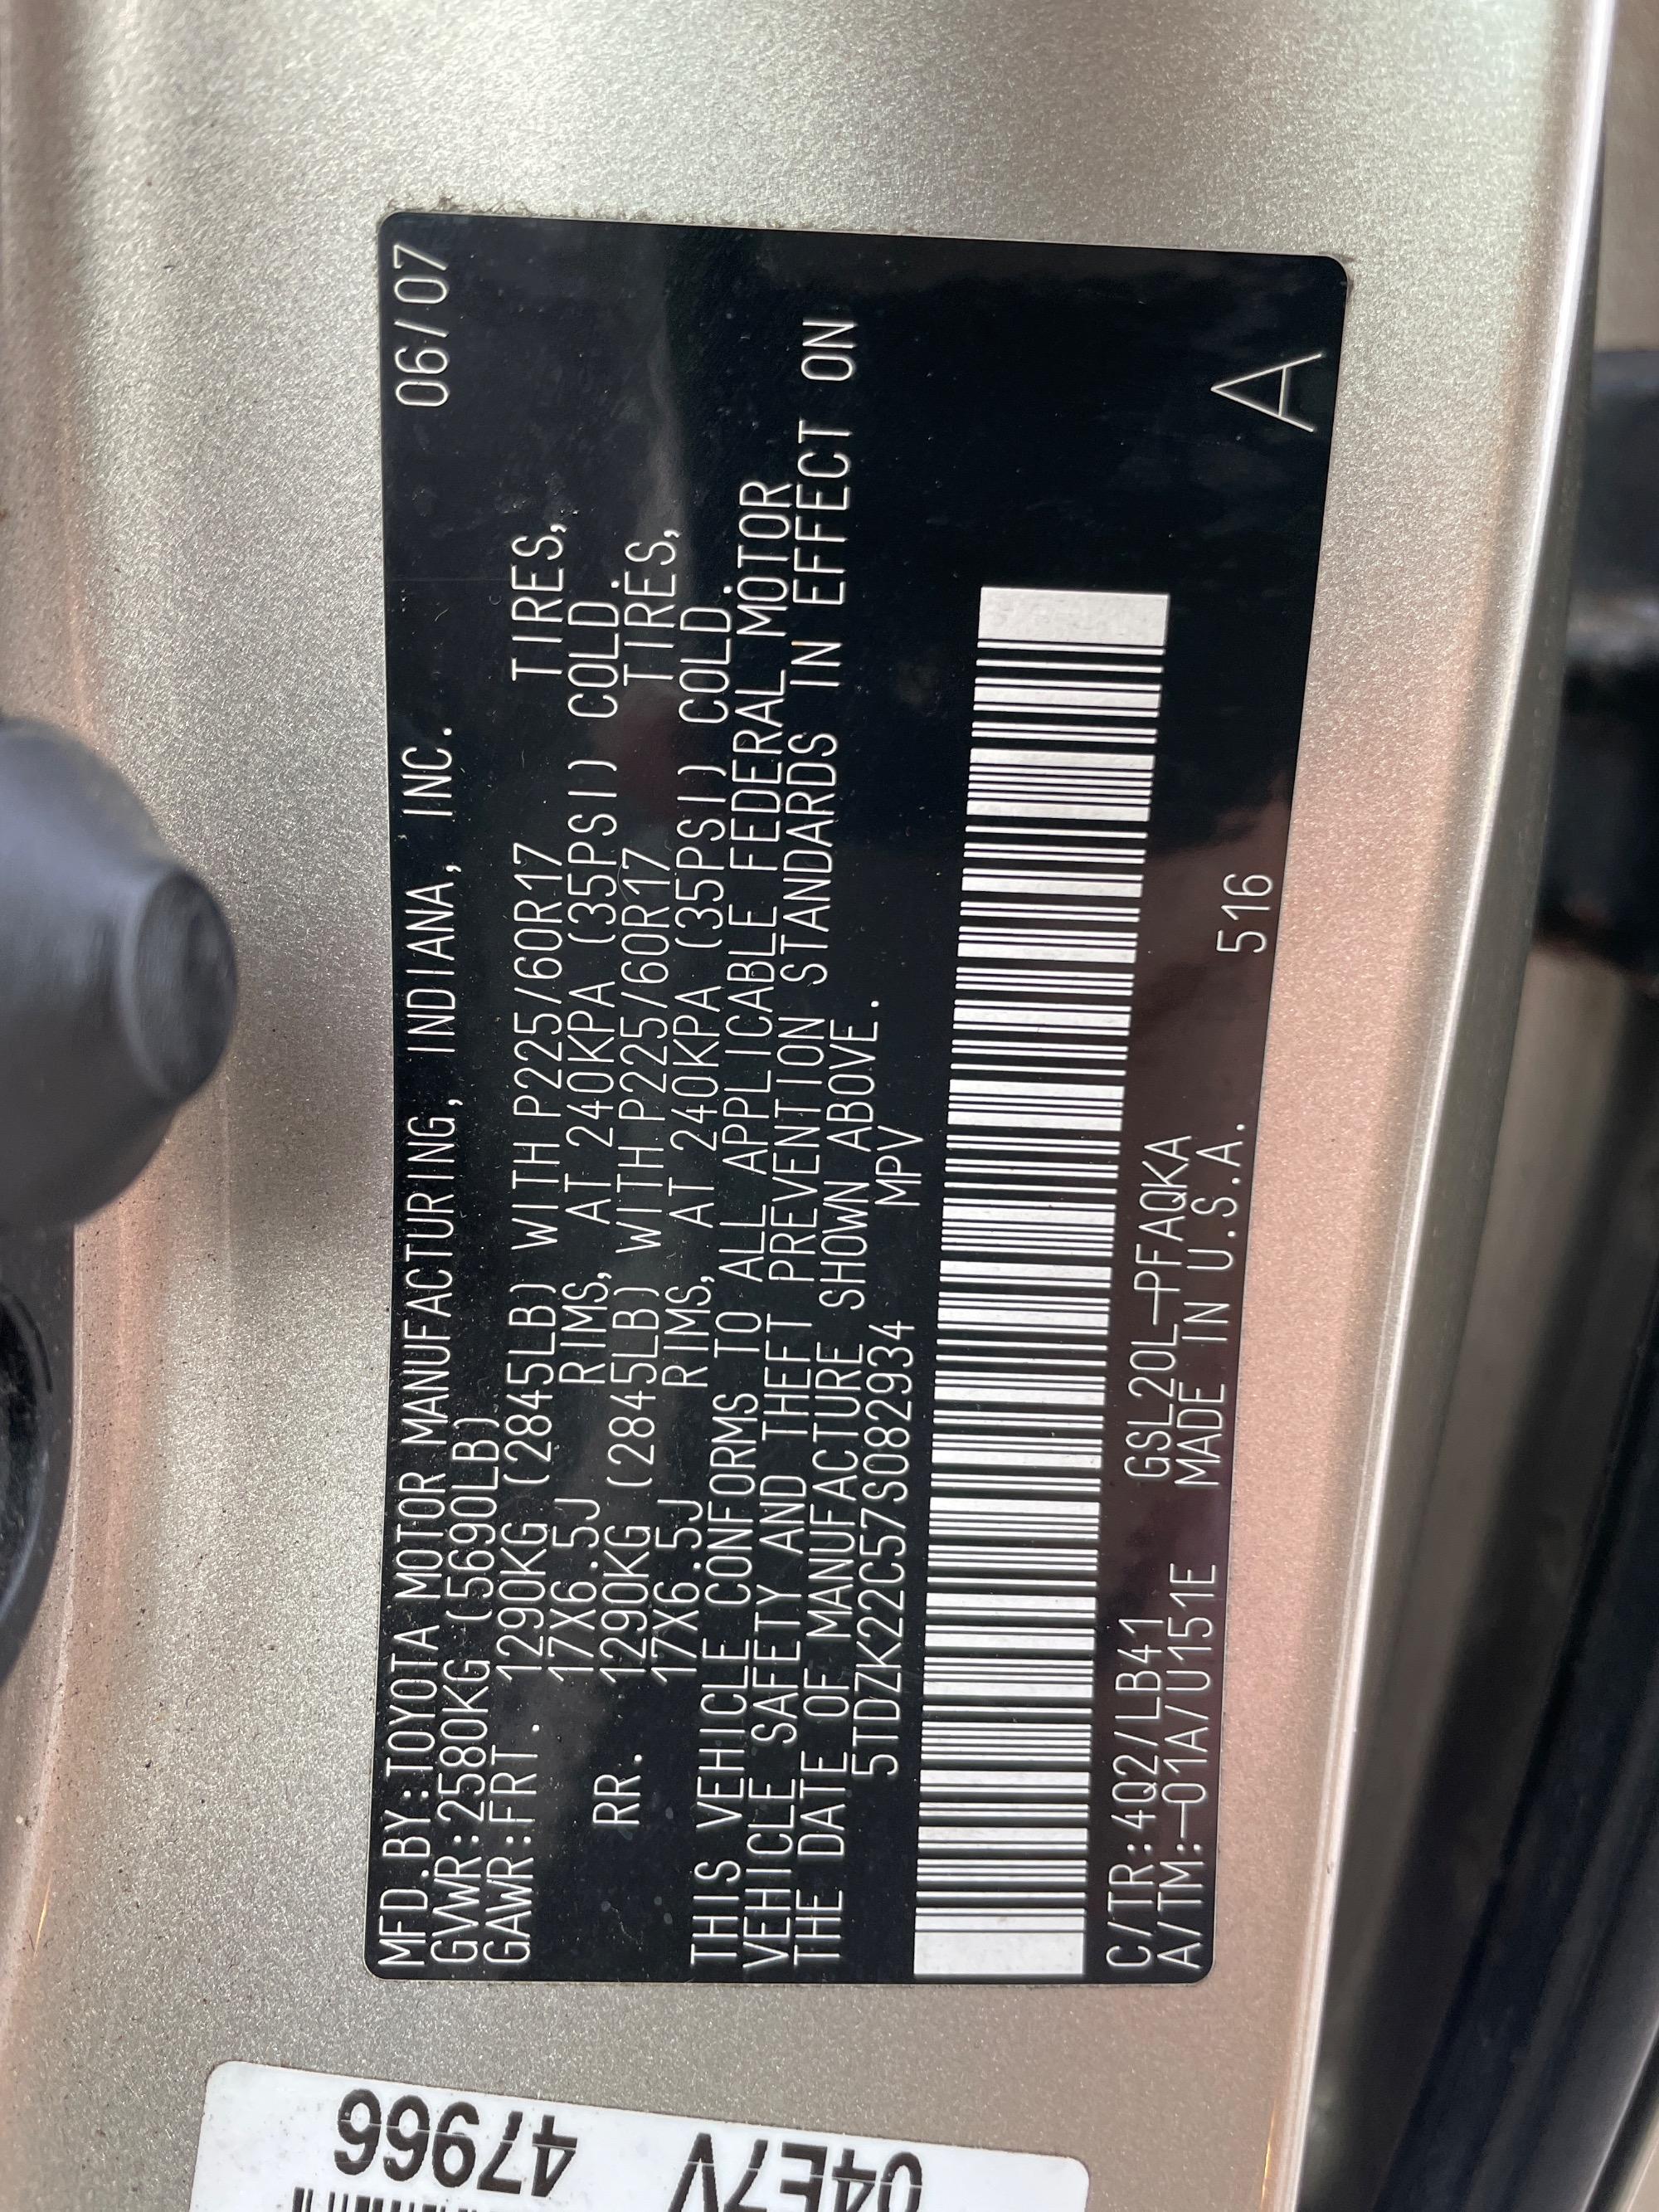 MFD.BY:TOYOTA MOTOR MANUFACTURING, INDIANA, INC. 06/07
GVWR:2580KG (5690LB)
GAWR:FRT. 1290KG (2845LB) WITH P225/60R17 TIRES,
17X6.5J RIMS, AT 240KPA (35PSI) COLD.
RR. 1290KG (2845LB) WITH P225/60R17 TIRES,
17X6.5J RIMS, AT 240KPA (35PSI) COLD.
THIS VEHICLE CONFORMS TO ALL APPLICABLE FEDERAL MOTOR
VEHICLE SAFETY AND THEFT PREVENTION STANDARDS IN EFFECT ON
THE DATE OF MANUFACTURE SHOWN ABOVE.
5TDZK22C57S082934 MPV
C/TR:4Q2/LB41 GSL20L-PFAQKA
A/TM:-01A/U151E MADE IN U.S.A. 516 A
47966
04E7V